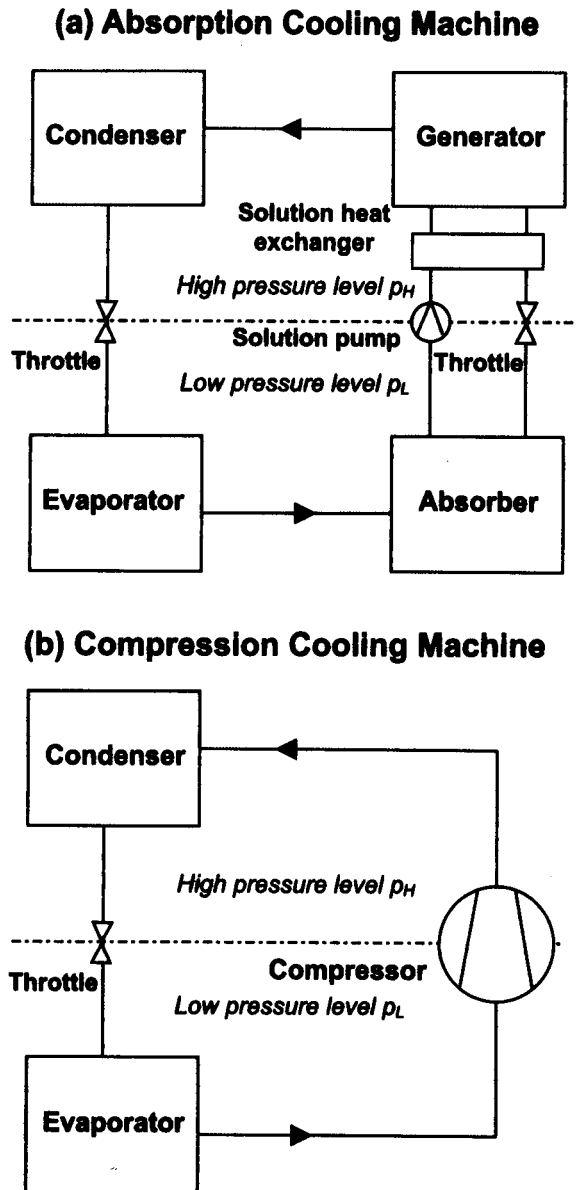 (a) Absorption Cooling Machine
Condenser
Generator
Solution heat
exchanger
High pressure level pH
Solution pump
Throttle
Throttle
Low pressure level pL
Evaporator
Absorber
(b) Compression Cooling Machine
Condenser
High pressure level pH
Compressor
Throttle
Low pressure level pL
Evaporator